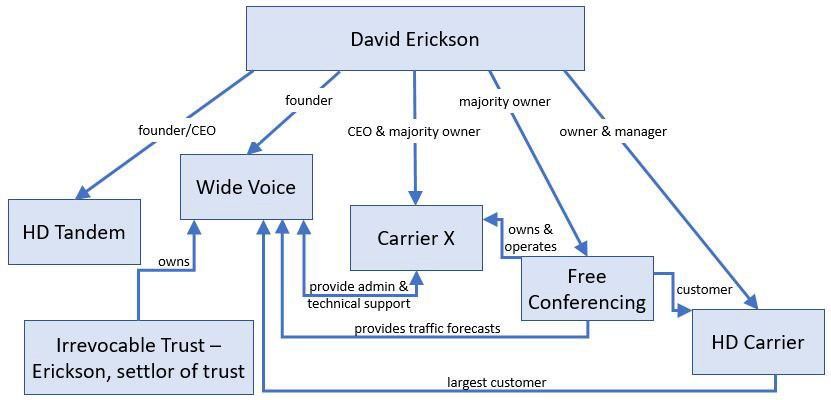 David Erickson
founder
majority owner
founder/CEO
CEO & majority owner
owner & manager
Wide Voice
HD Tandem
Carrier X
owns &
operates
owns
Free
Conferencing
provide admin &
technical support
customer
provides traffic forecasts
Irrevocable Trust –
Erickson, settlor of trust
HD Carrier
largest customer